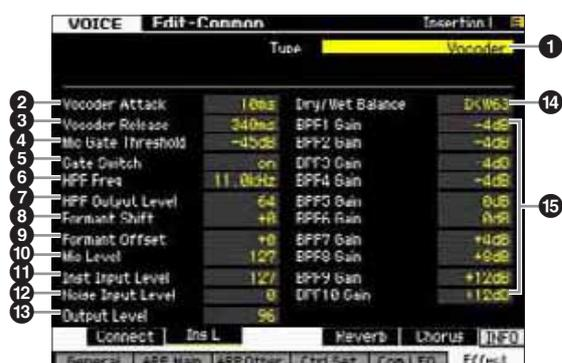 VOICE Edit-Common Insertion L
Type Vocoder 1
2 Vocoder Attack 10ms Dry/Wet Balance D<W63 14
3 Vocoder Release 340ms BPF1 Gain -4dB
4 Mic Gate Threshold -45dB BPF2 Gain -4dB
5 Gate Switch on BPF3 Gain -4dB
6 HPF Freq 11.0kHz BPF4 Gain -4dB
7 HPF Output Level 64 BPF5 Gain 0dB 15
8 Formant Shift +0 BPF6 Gain 0dB
9 Formant Offset +0 BPF7 Gain +4dB
10 Mic Level 127 BPF8 Gain
11 Inst Input Level 127 BPF9 Gain +12dB
12 Noise Input Level 0 BPF10 Gain +12dB
13 Output Level 96
Connect Ins L Reverb Chorus INFO
General ARP Main ARP Other Ctrl Set Com LFO Effect